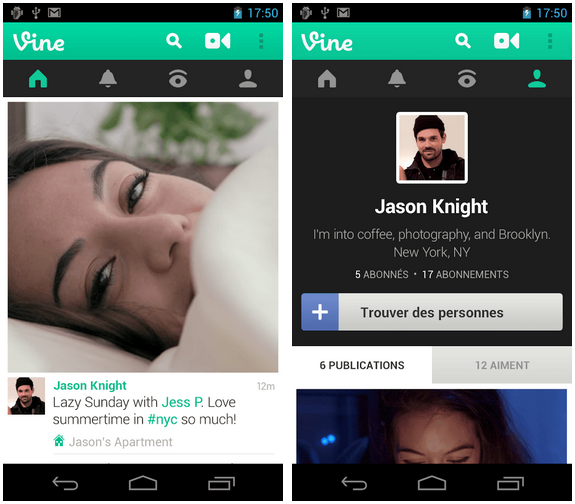 17:50
Vine
Jason Knight
12m
Lazy Sunday with Jess P. Love
summertime in #nyc so much!
Jason's Apartment
17:50
Vine
Jason Knight
I'm into coffee, photography, and Brooklyn.
New York, NY
5 ABONNÉS • 17 ABONNEMENTS
Trouver des personnes
6 PUBLICATIONS
12 AIMENT